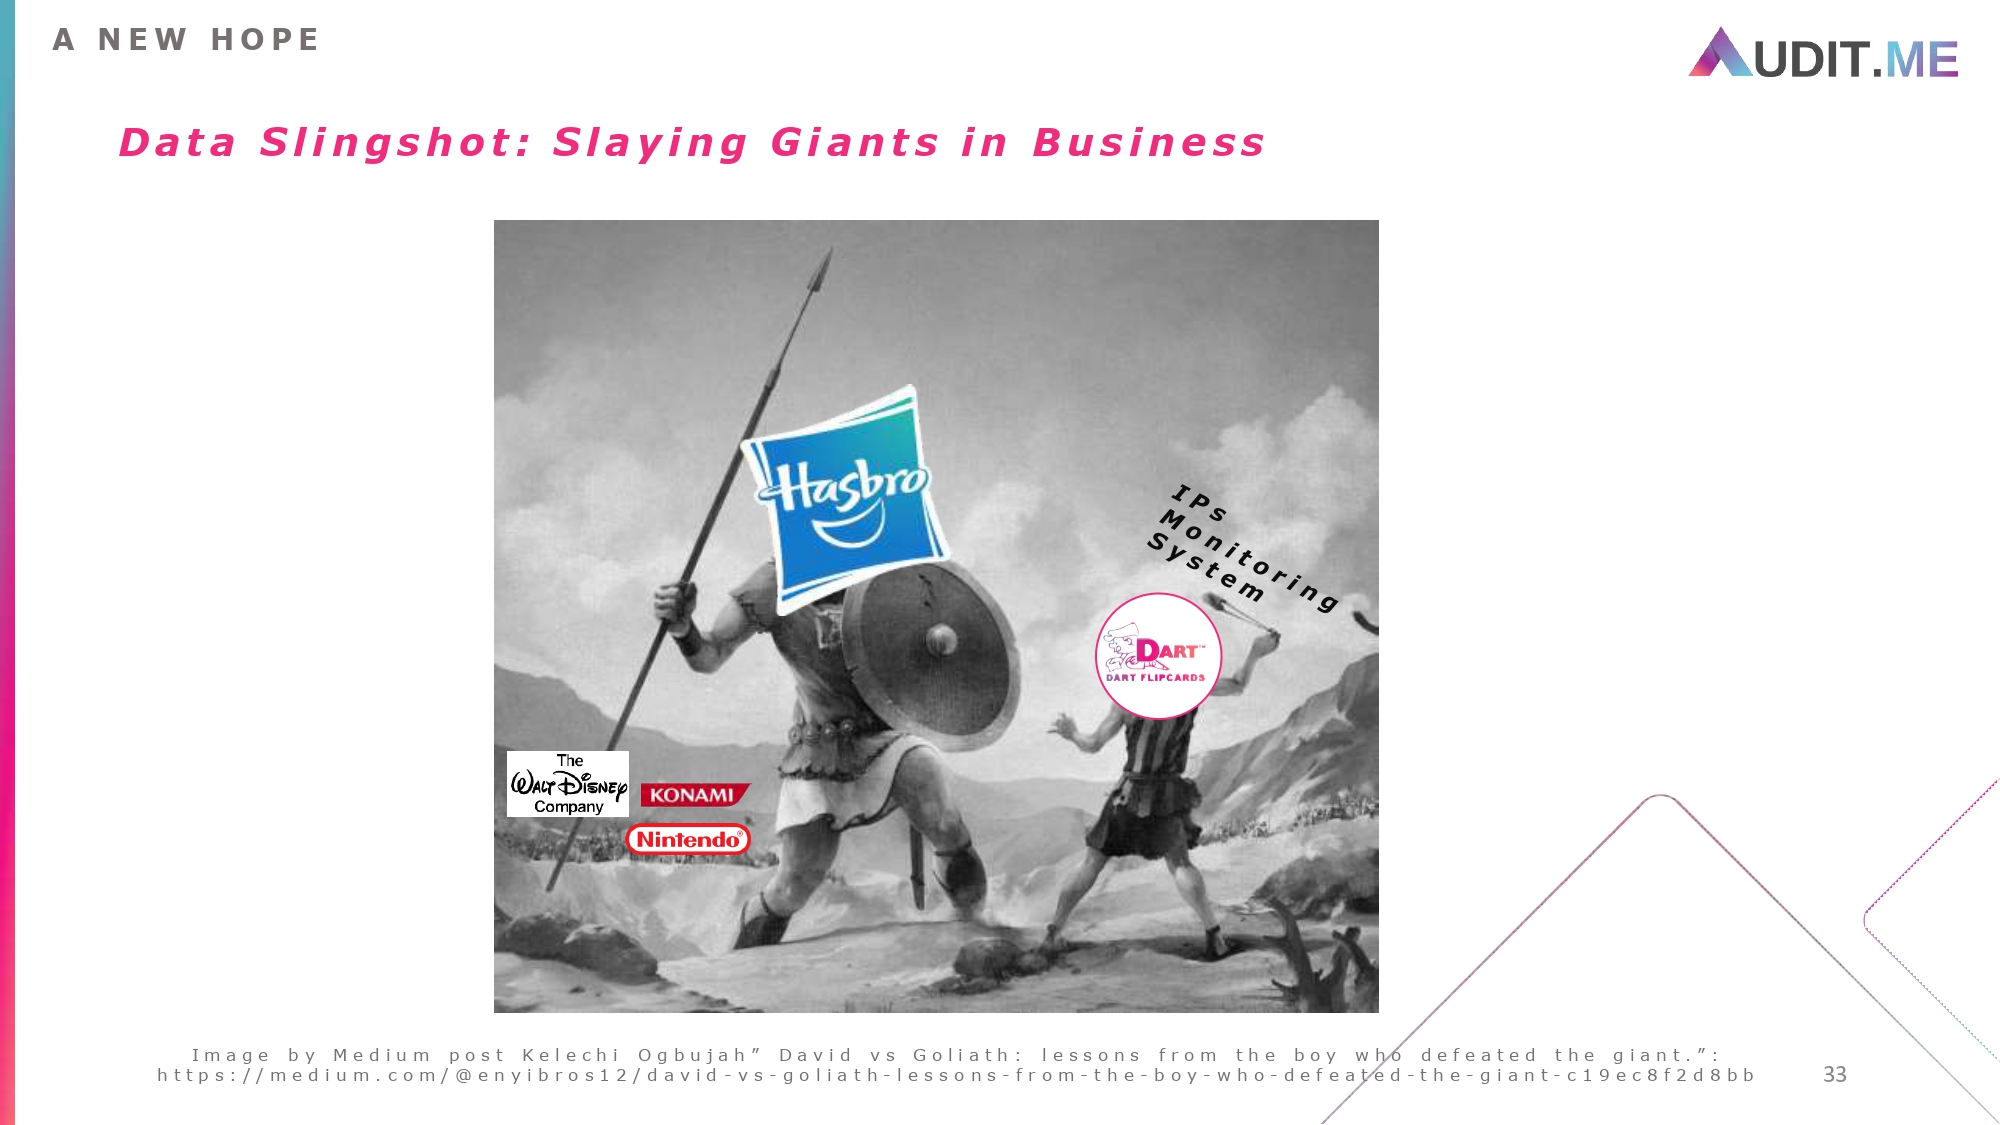 A NEW HOPE
AUDIT.ME
Data Slingshot: Slaying Giants in Business
Hasbro
IPs
Monitoring
System
DART™
DART FLIPCARDS
The
Walt Disney
Company
KONAMI
Nintendo®
Image by Medium post Kelechi Ogbujah” David vs Goliath: lessons from the boy who defeated the giant.”:
https://medium.com/@enyibros12/david-vs-goliath-lessons-from-the-boy-who-defeated-the-giant-c19ec8f2d8bb
33